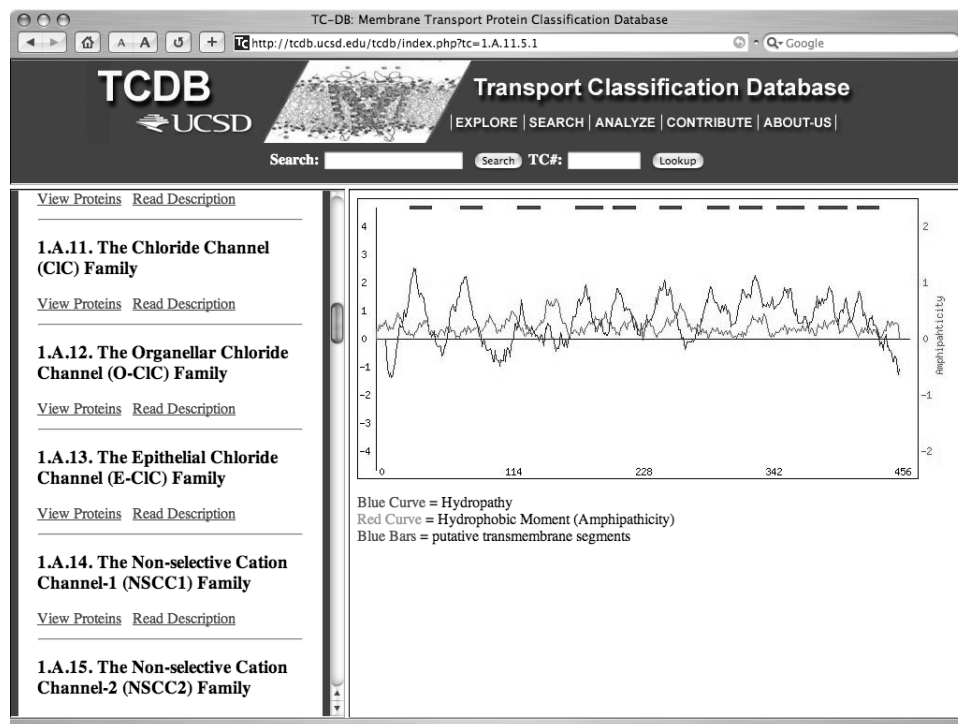 TC-DB: Membrane Transport Protein Classification Database
A A + Tc http://tcdb.ucsd.edu/tcdb/index.php?tc=1.A.11.5.1 Q Google
TCDB
UCSD
Transport Classification Database
|EXPLORE|SEARCH|ANALYZE|CONTRIBUTE|ABOUT-US|
Search: Search TC#: Lookup
View Proteins Read Description
1.A.11. The Chloride Channel
(ClC) Family
View Proteins Read Description
1.A.12. The Organellar Chloride
Channel (O-ClC) Family
View Proteins Read Description
1.A.13. The Epithelial Chloride
Channel (E-ClC) Family
View Proteins Read Description
1.A.14. The Non-selective Cation
Channel-1 (NSCC1) Family
View Proteins Read Description
1.A.15. The Non-selective Cation
Channel-2 (NSCC2) Family
4
3
2
1
0
-1
-2
-3
-4
0 114 228 342 456
2
1
0
-1
-2
Amphipahticity
Blue Curve = Hydropathy
Red Curve = Hydrophobic Moment (Amphipathicity)
Blue Bars = putative transmembrane segments